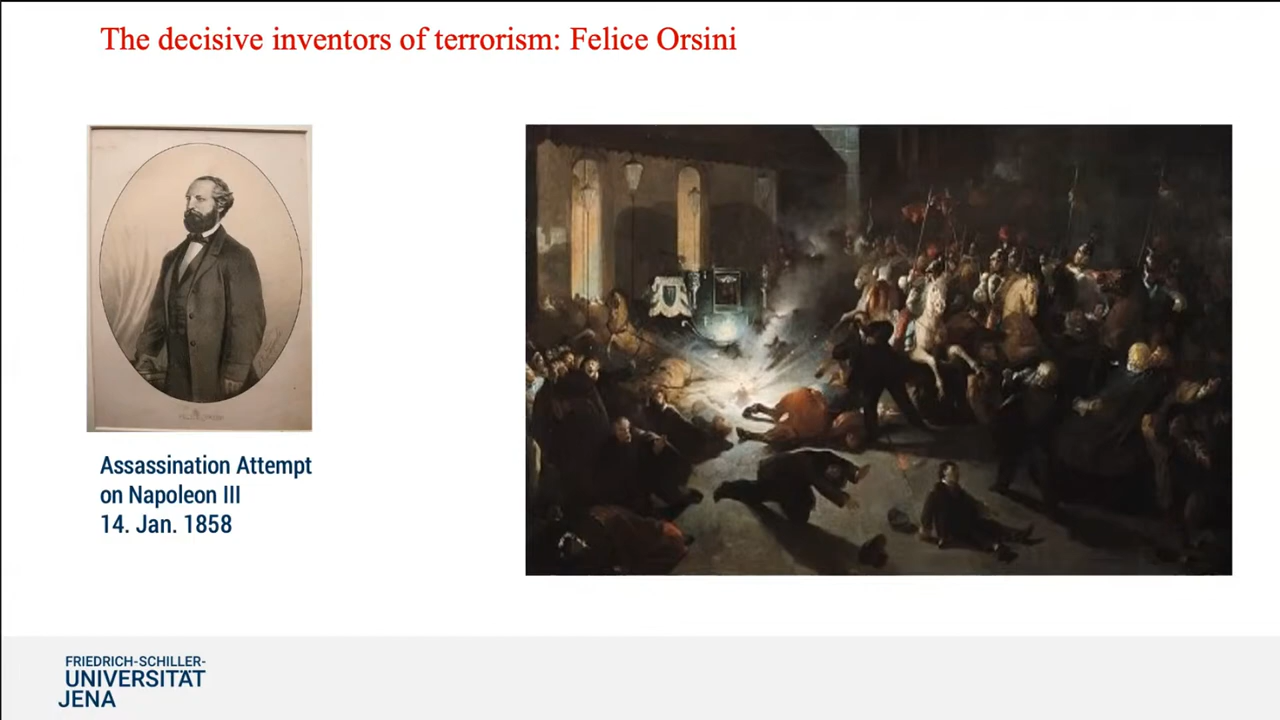 The decisive inventors of terrorism: Felice Orsini
Assassination Attempt
on Napoleon III
14. Jan. 1858
FRIEDRICH-SCHILLER-
UNIVERSITÄT
JENA